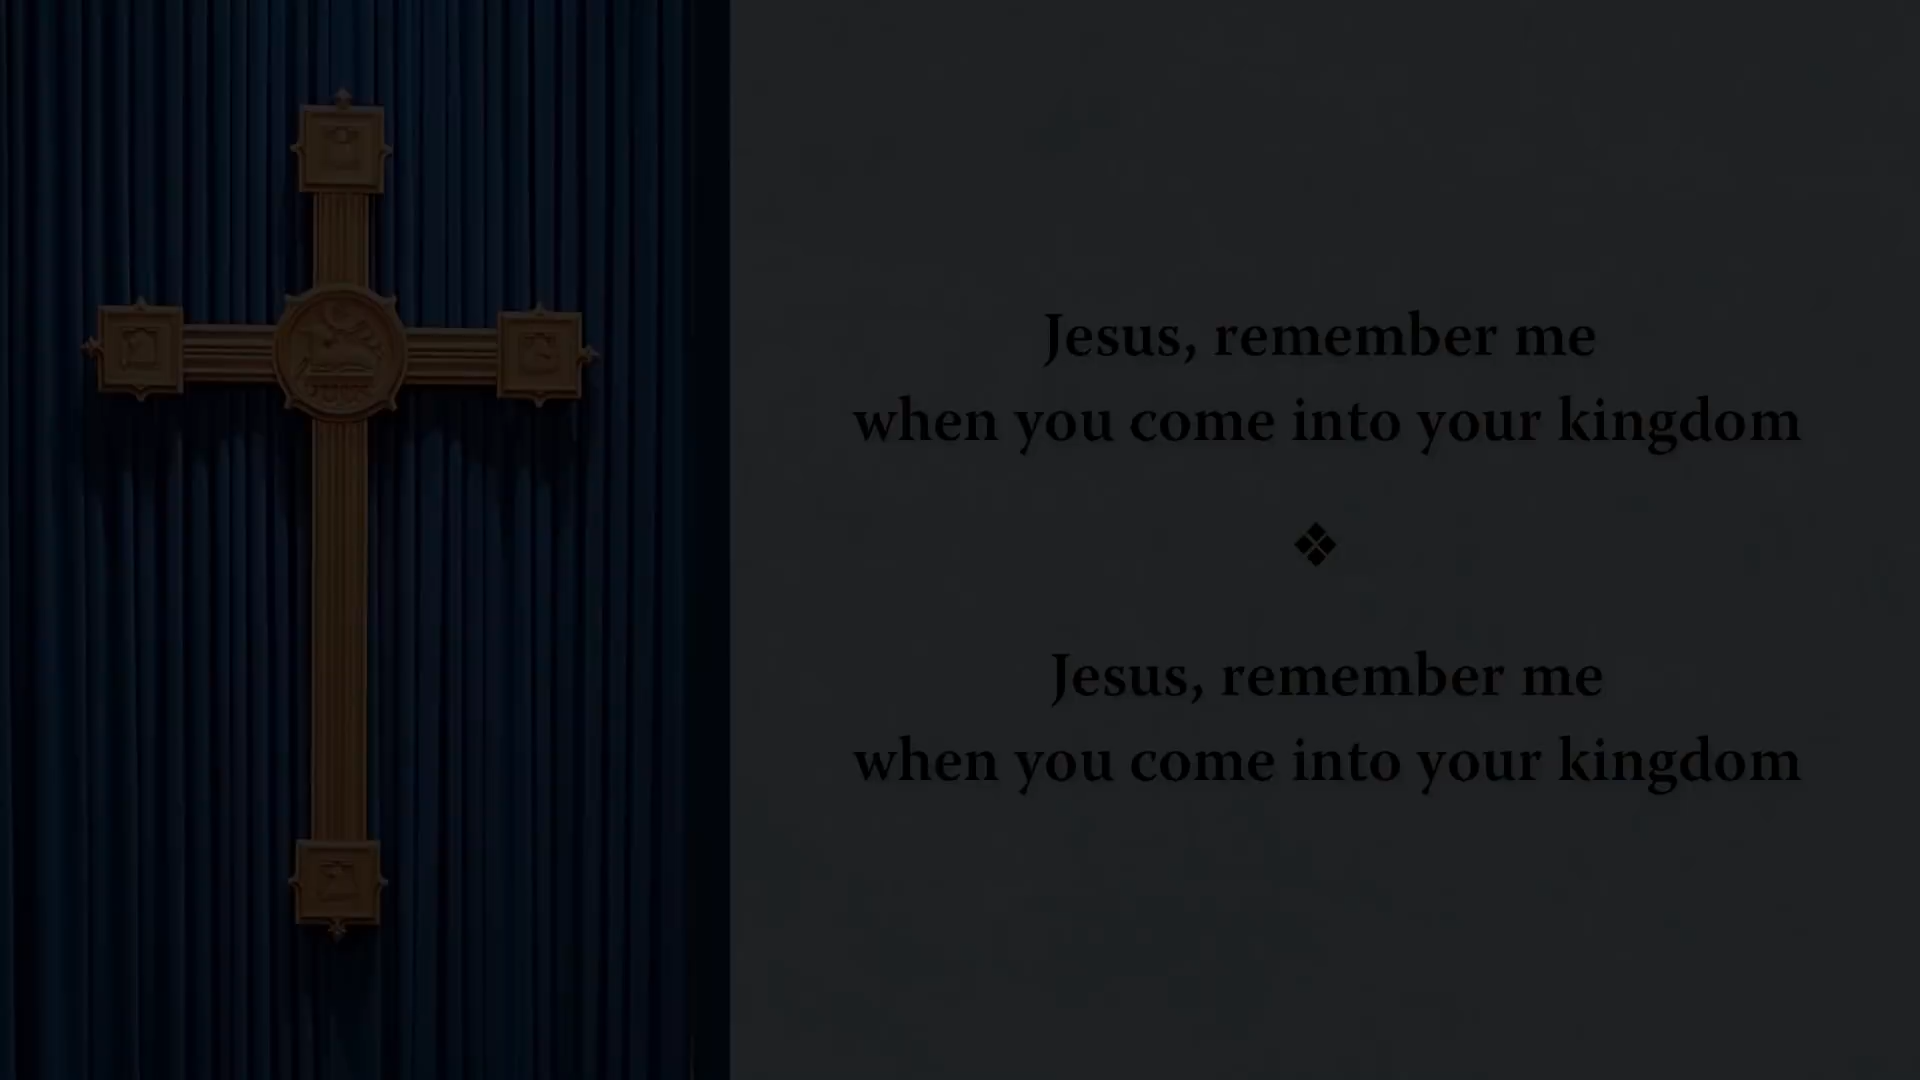 Jesus, remember me
when you come into your kingdom
❖
Jesus, remember me
when you come into your kingdom